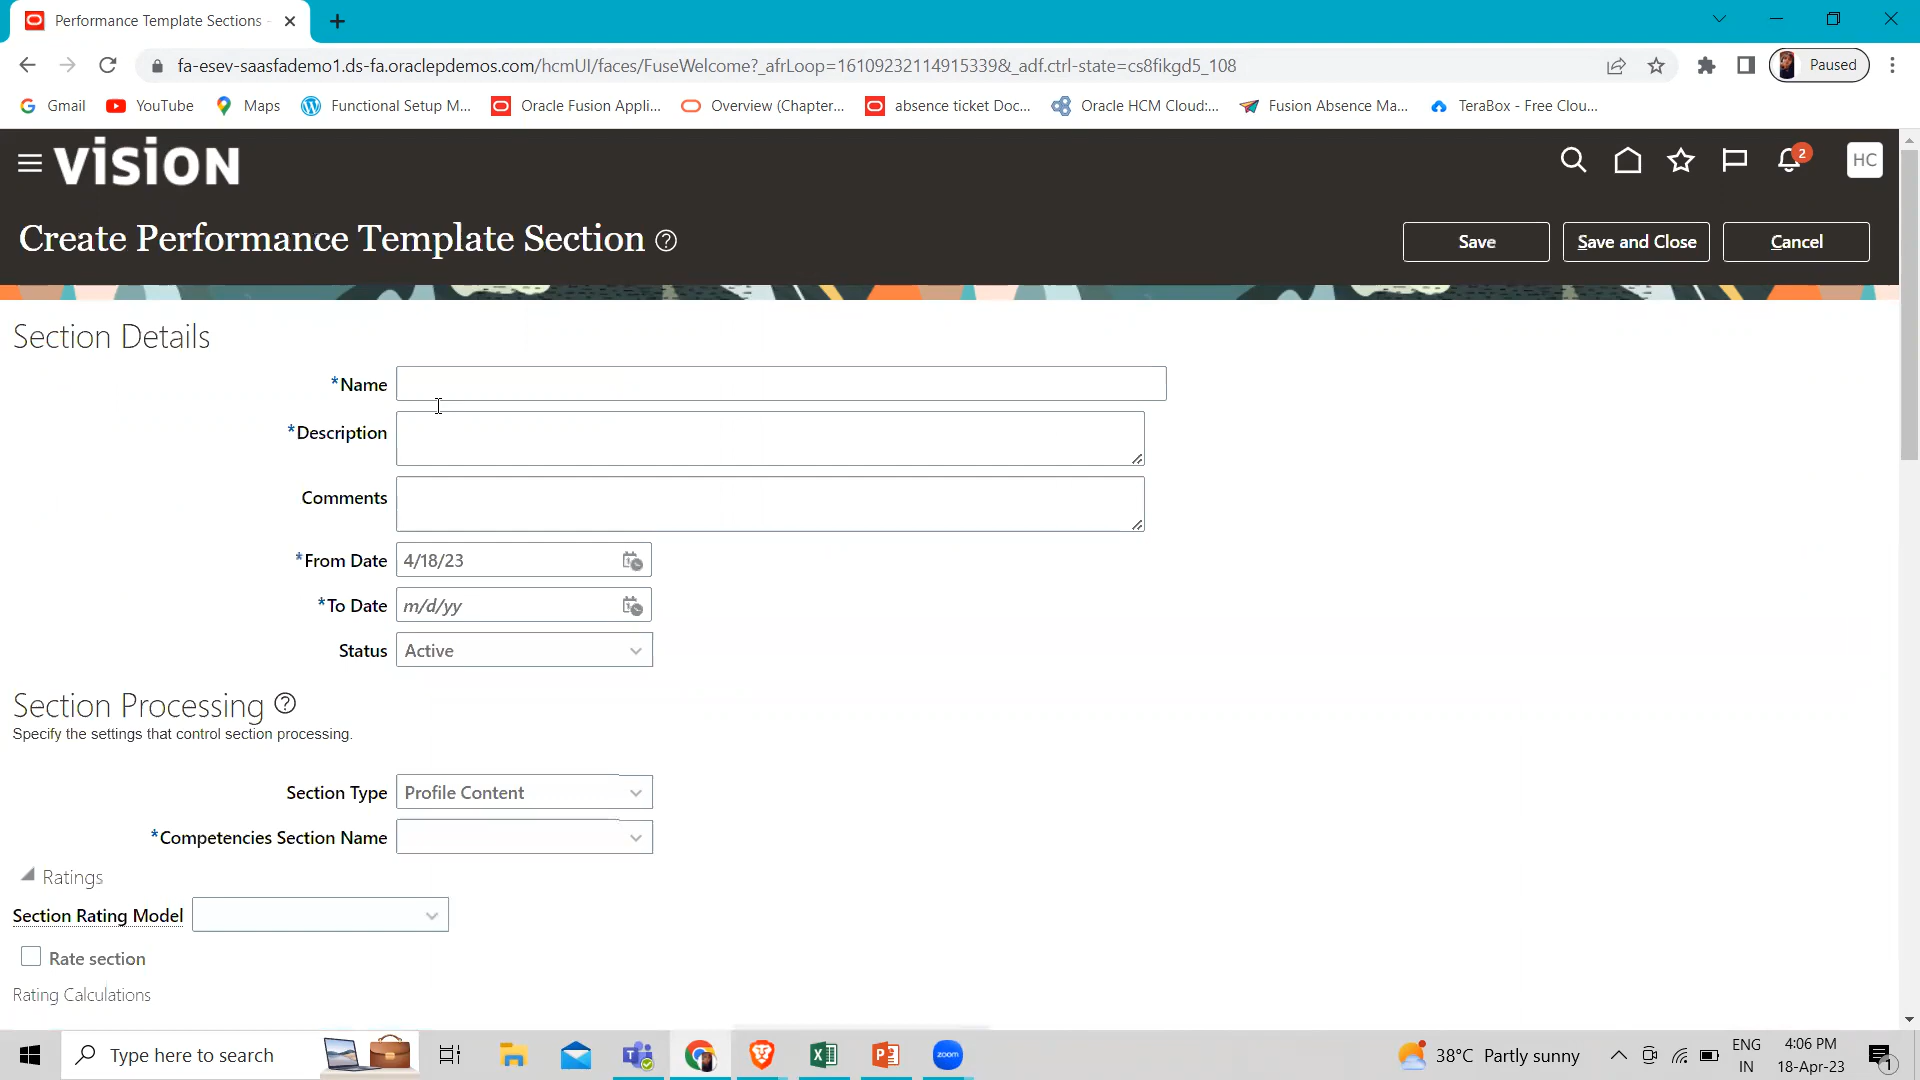 Performance Template Sections -
fa-esev-saasfademo1.ds-fa.oraclepdemos.com/hcmUI/faces/FuseWelcome?_afrLoop=16109232114915339&_adf.ctrl-state=cs8fikgd5_108
Paused
Gmail YouTube Maps Functional Setup M... Oracle Fusion Appli... Overview (Chapter... absence ticket Doc... Oracle HCM Cloud:... Fusion Absence Ma... TeraBox - Free Clou...
vision 2 HC
Create Performance Template Section ? Save Save and Close Cancel
Section Details
*Name
*Description
Comments
*From Date 4/18/23
*To Date m/d/yy
Status Active
Section Processing ?
Specify the settings that control section processing.
Section Type Profile Content
*Competencies Section Name
Ratings
Section Rating Model
Rate section
Rating Calculations
Type here to search zoom 38°C Partly sunny ENG IN 4:06 PM 18-Apr-23 1